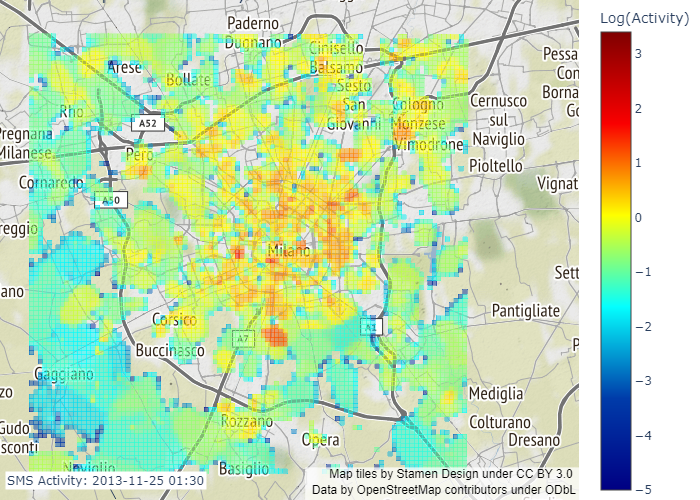 Log(Activity)
Paderno
Dugnano
Cinisello
Balsamo
Arese
Bollate
Sesto
San
Giovanni
Pessa
Con
Borna
Go
Rho
A52
Cologno
Monzese
Cernusco
sul
Naviglio
Pregnana
Milanese
Pero
Vimodrone
Pioltello
Cornaredo
A50
Vignat
reggio
Milano
Sett
ano
Pantigliate
Corsico
A7
A1
Buccinasco
P
Gaggiano
zo
Mediglia
Rozzano
Colturano
Gudo
sconti
Opera
Dresano
Naviglio
Basiglio
SMS Activity: 2013-11-25 01:30
Map tiles by Stamen Design under CC BY 3.0
Data by OpenStreetMap contributors under ODbL
3
2
1
0
−1
−2
−3
−4
−5